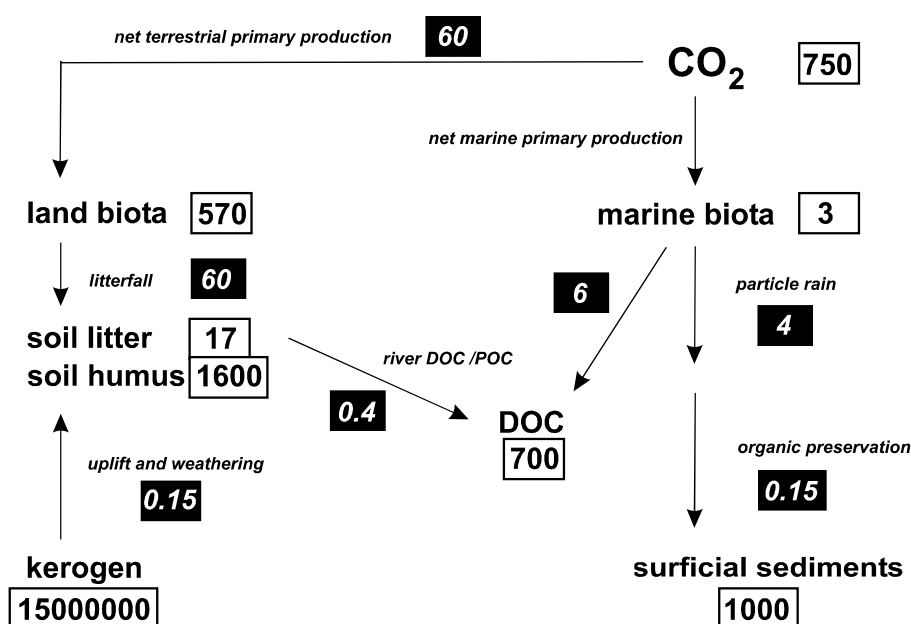 net terrestrial primary production 60
CO2 750
net marine primary production
land biota 570
marine biota 3
litterfall 60
6
particle rain
4
soil litter 17
soil humus 1600
river DOC /POC
0.4
DOC
700
uplift and weathering
0.15
organic preservation
0.15
kerogen
15000000
surficial sediments
1000